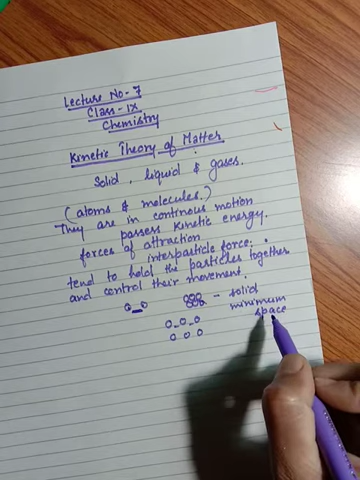 Lecture No-7
Class-IX
Chemistry
Kinetic Theory of Matter
Solid, liquid & gases.
(atoms & molecules.)
They are in continous motion
passes kinetic energy.
forces of attraction
interparticle force.
tend to hold the particles together
and control their movement.
solid
minimum
space